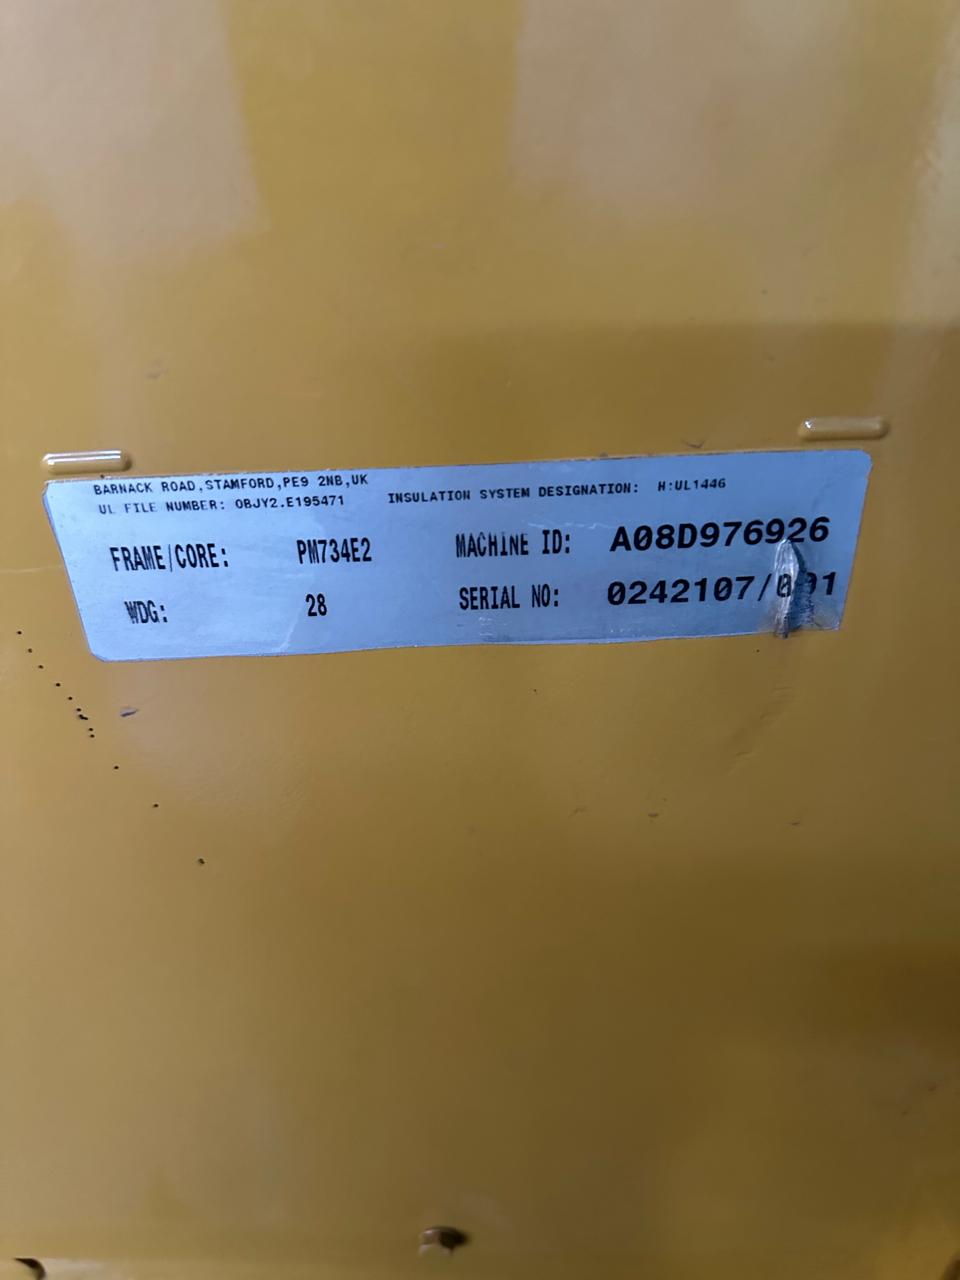 BARNACK ROAD,STAMFORD,PE9 2NB,UK
UL FILE NUMBER: OBJY2.E195471 INSULATION SYSTEM DESIGNATION: H:UL1446
FRAME/CORE: PM734E2 MACHINE ID: A08D976926
WDG: 28 SERIAL NO: